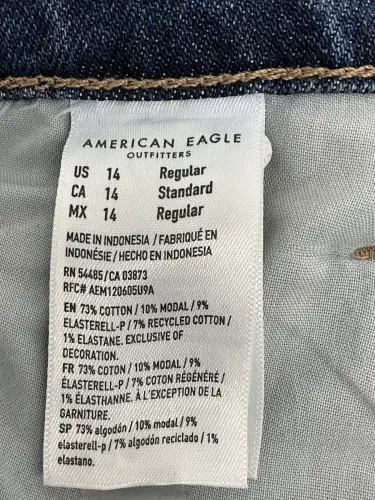 AMERICAN EAGLE
OUTFITTERS
US 14 Regular
CA 14 Standard
MX 14 Regular
MADE IN INDONESIA / FABRIQUÉ EN
INDONÉSIE / HECHO EN INDONESIA
RN 54485/CA 03873
RFC# AEM120605U9A
EN 73% COTTON / 10% MODAL / 9%
ELASTERELL-P / 7% RECYCLED COTTON /
1% ELASTANE. EXCLUSIVE OF
DECORATION.
FR 73% COTON / 10% MODAL / 9%
ÉLASTERELL-P / 7% COTON RÉGÉNÉRÉ /
1% ÉLASTHANNE. À L'EXCEPTION DE LA
GARNITURE.
SP 73% algodón / 10% modal / 9%
elasterell-p / 7% algodón reciclado / 1%
elastano.